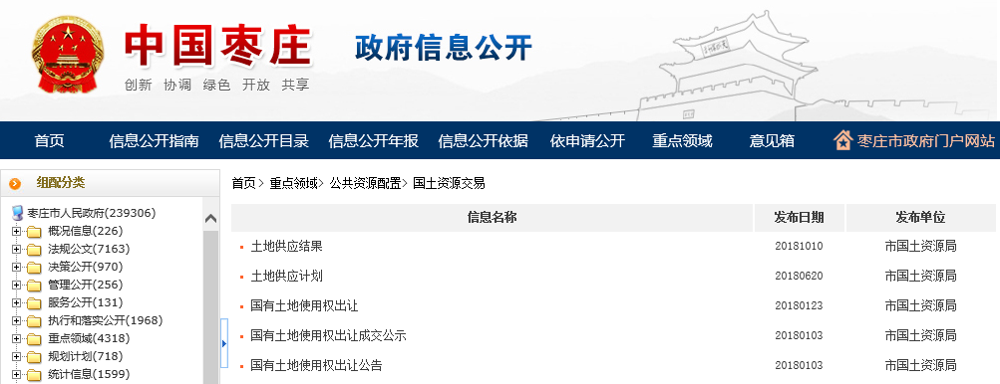 中国枣庄
创新 协调 绿色 开放 共享
政府信息公开
首页 信息公开指南 信息公开目录 信息公开年报 信息公开依据 依申请公开 重点领域 意见箱 枣庄市政府门户网站
组配分类
枣庄市人民政府(239306)
概况信息(226)
法规公文(7163)
决策公开(970)
管理公开(256)
服务公开(131)
执行和落实公开(1968)
重点领域(4318)
规划计划(718)
统计信息(1599)
首页> 重点领域> 公共资源配置> 国土资源交易
信息名称 发布日期 发布单位
土地供应结果 20181010 市国土资源局
土地供应计划 20180620 市国土资源局
国有土地使用权出让 20180123 市国土资源局
国有土地使用权出让成交公示 20180103 市国土资源局
国有土地使用权出让公告 20180103 市国土资源局